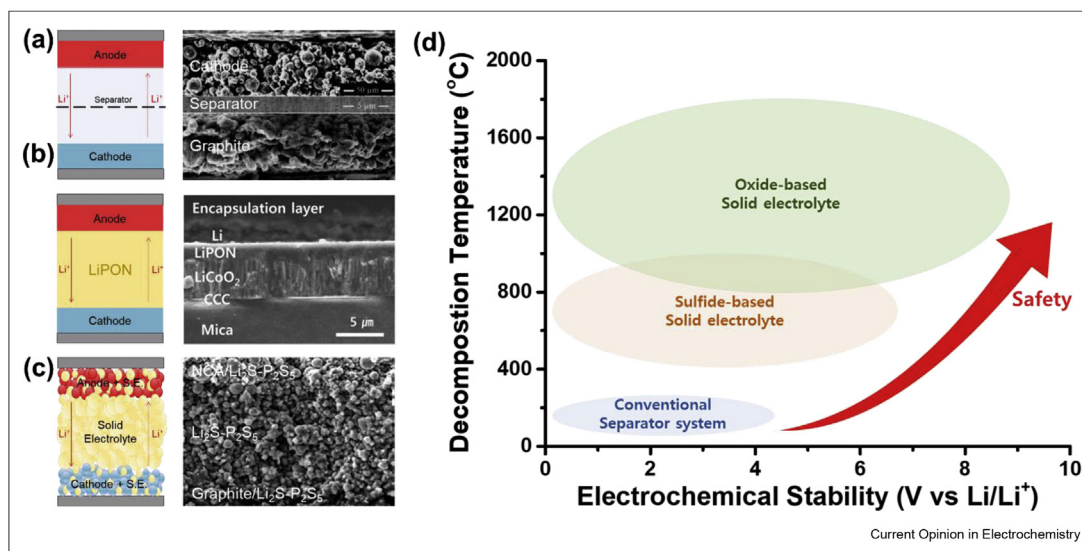 (a)
Anode
Li⁺
Separator
Li⁺
Cathode
Cathode
50 μm
Separator
5 μm
Graphite
(b)
Anode
Li⁺
LiPON
Li⁺
Cathode
Encapsulation layer
Li
LiPON
LiCoO₂
CCC
Mica
5 μm
(c)
Anode + S.E.
Li⁺
Solid
Electrolyte
Li⁺
Cathode + S.E.
NCA/Li₂S-P₂S₅
Li₂S-P₂S₅
Graphite/Li₂S-P₂S₅
(d)
Decompostion Temperature (°C)
2000
1600
1200
800
400
0
Oxide-based
Solid electrolyte
Sulfide-based
Solid electrolyte
Conventional
Separator system
Safety
0
2
4
6
8
10
Electrochemical Stability (V vs Li/Li⁺)
Current Opinion in Electrochemistry